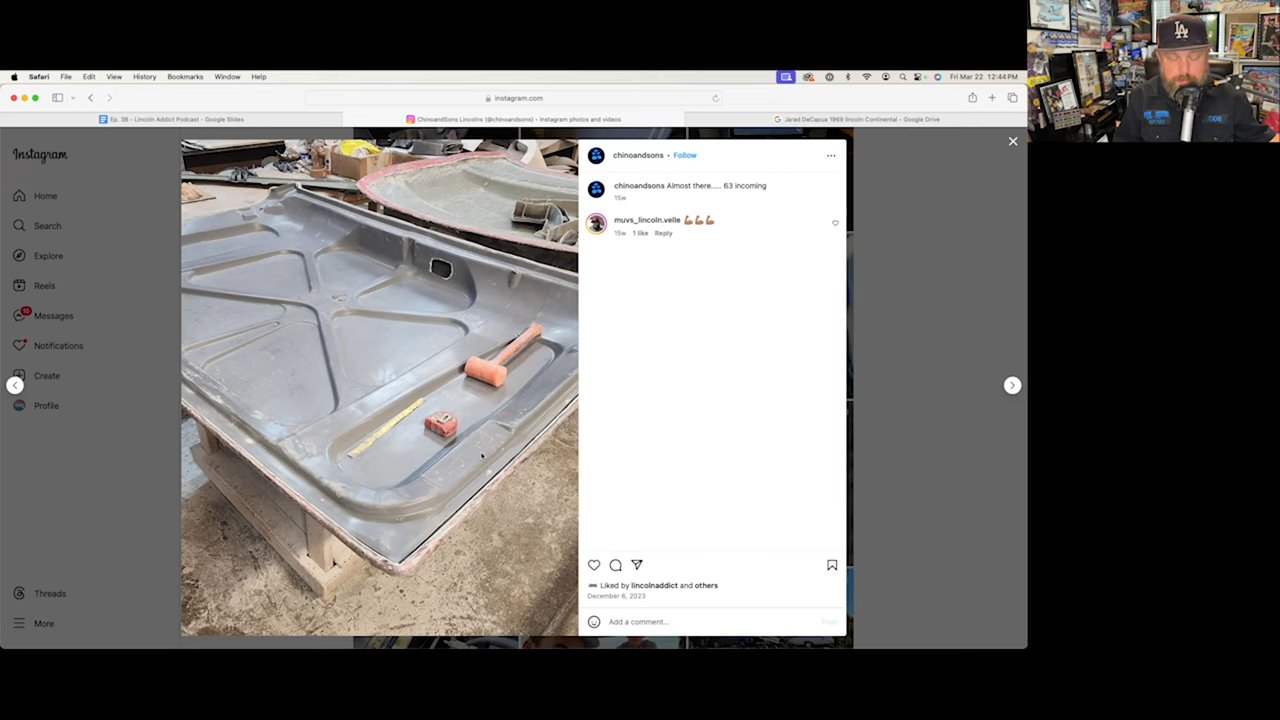 Safari File Edit View History Bookmarks Window Help Fri Mar 22 12:44 PM
instagram.com
Ep. 38 - Lincoln Addict Podcast - Google Slides
ChinoandSons Lincolns (@chinoandsons) • Instagram photos and videos
Jarad DeCapua 1969 lincoln Continental - Google Drive
Instagram
Home
Search
Explore
Reels
10
Messages
Notifications
Create
Profile
Threads
More
chinoandsons • Follow
chinoandsons Almost there..... 63 incoming
15w
muvs_lincoln.velle 💪🏽💪🏽💪🏽
15w 1 like Reply
Liked by lincolnaddict and others
December 6, 2023
Add a comment...
Post
LA